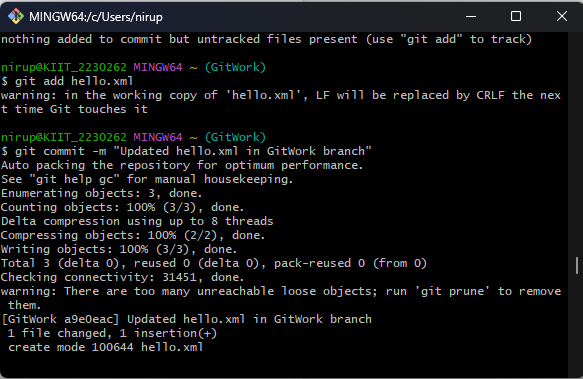 MINGW64:/c/Users/nirup
nothing added to commit but untracked files present (use "git add" to track)
nirup@KIIT_2230262 MINGW64 ~ (GitWork)
$ git add hello.xml
warning: in the working copy of 'hello.xml', LF will be replaced by CRLF the nex
t time Git touches it
nirup@KIIT_2230262 MINGW64 ~ (GitWork)
$ git commit -m "Updated hello.xml in GitWork branch"
Auto packing the repository for optimum performance.
See "git help gc" for manual housekeeping.
Enumerating objects: 3, done.
Counting objects: 100% (3/3), done.
Delta compression using up to 8 threads
Compressing objects: 100% (2/2), done.
Writing objects: 100% (3/3), done.
Total 3 (delta 0), reused 0 (delta 0), pack-reused 0 (from 0)
Checking connectivity: 31451, done.
warning: There are too many unreachable loose objects; run 'git prune' to remove
 them.
[GitWork a9e0eac] Updated hello.xml in GitWork branch
 1 file changed, 1 insertion(+)
 create mode 100644 hello.xml